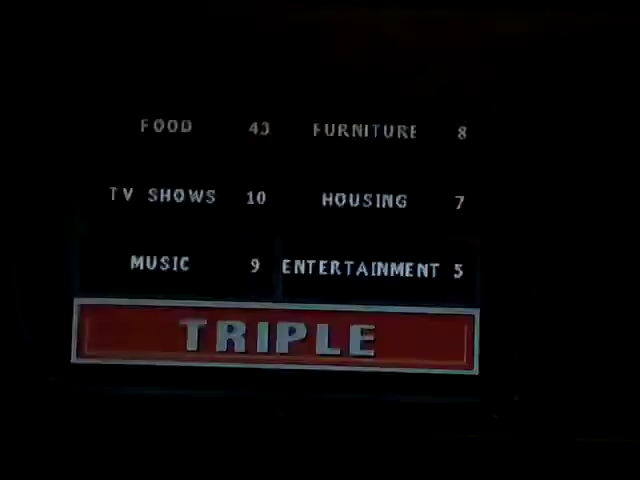 FOOD 43 FURNITURE 8
TV SHOWS 10 HOUSING 7
MUSIC 9 ENTERTAINMENT 5
TRIPLE